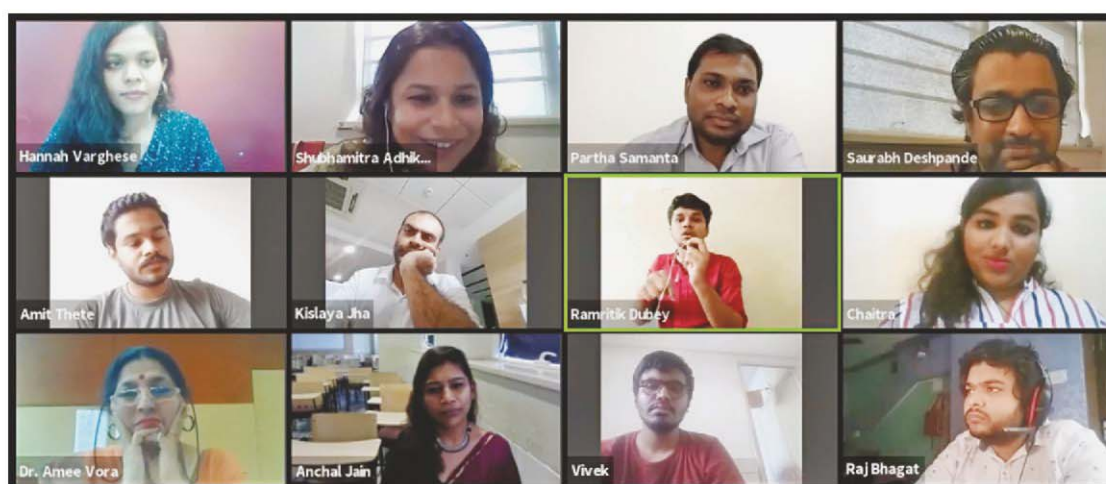 Hannah Varghese
Shubhamitra Adhik...
Partha Samanta
Saurabh Deshpande
Amit Thete
Kislaya Jha
Ramritik Dubey
Chaitra
Dr. Amee Vora
Anchal Jain
Vivek
Raj Bhagat